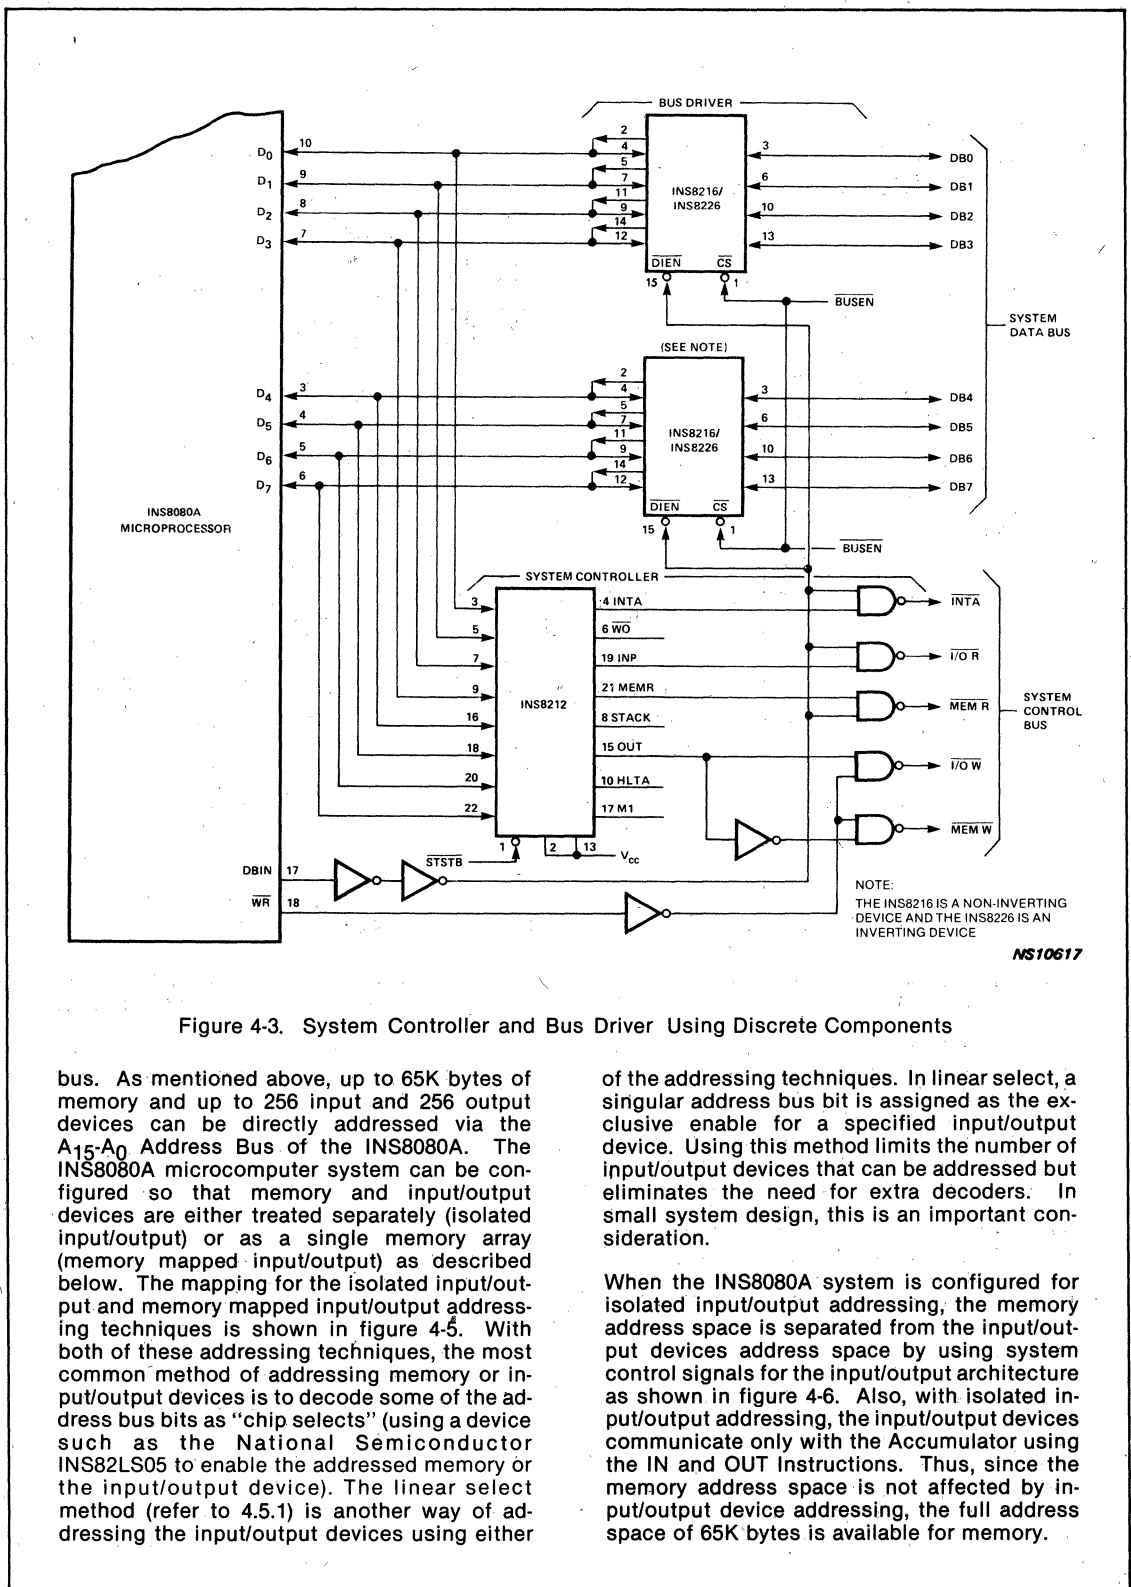 BUS DRIVER
D0 10 2 4 3 DB0
D1 9 5 7 6 DB1
D2 8 11 9 10 DB2
D3 7 14 12 13 DB3
INS8216/
INS8226
DIEN CS
15 1
BUSEN
SYSTEM
DATA BUS
(SEE NOTE)
D4 3 2 4 3 DB4
D5 4 5 7 6 DB5
D6 5 11 9 10 DB6
D7 6 14 12 13 DB7
INS8216/
INS8226
DIEN CS
15 1
BUSEN
INS8080A
MICROPROCESSOR
SYSTEM CONTROLLER
3 4 INTA INTA
5 6 WO
7 19 INP I/O R
9 21 MEMR MEM R
INS8212
16 8 STACK
18 15 OUT I/O W
20 10 HLTA
22 17 M1 MEM W
SYSTEM
CONTROL
BUS
1 2 13
STSTB Vcc
DBIN 17
WR 18
NOTE:
THE INS8216 IS A NON-INVERTING
DEVICE AND THE INS8226 IS AN
INVERTING DEVICE
NS10617
Figure 4-3. System Controller and Bus Driver Using Discrete Components
bus. As mentioned above, up to 65K bytes of
memory and up to 256 input and 256 output
devices can be directly addressed via the
A15-A0 Address Bus of the INS8080A. The
INS8080A microcomputer system can be con-
figured so that memory and input/output
devices are either treated separately (isolated
input/output) or as a single memory array
(memory mapped input/output) as described
below. The mapping for the isolated input/out-
put and memory mapped input/output address-
ing techniques is shown in figure 4-5. With
both of these addressing techniques, the most
common method of addressing memory or in-
put/output devices is to decode some of the ad-
dress bus bits as “chip selects” (using a device
such as the National Semiconductor
INS82LS05 to enable the addressed memory or
the input/output device). The linear select
method (refer to 4.5.1) is another way of ad-
dressing the input/output devices using either
of the addressing techniques. In linear select, a
singular address bus bit is assigned as the ex-
clusive enable for a specified input/output
device. Using this method limits the number of
input/output devices that can be addressed but
eliminates the need for extra decoders. In
small system design, this is an important con-
sideration.
When the INS8080A system is configured for
isolated input/output addressing, the memory
address space is separated from the input/out-
put devices address space by using system
control signals for the input/output architecture
as shown in figure 4-6. Also, with isolated in-
put/output addressing, the input/output devices
communicate only with the Accumulator using
the IN and OUT Instructions. Thus, since the
memory address space is not affected by in-
put/output device addressing, the full address
space of 65K bytes is available for memory.